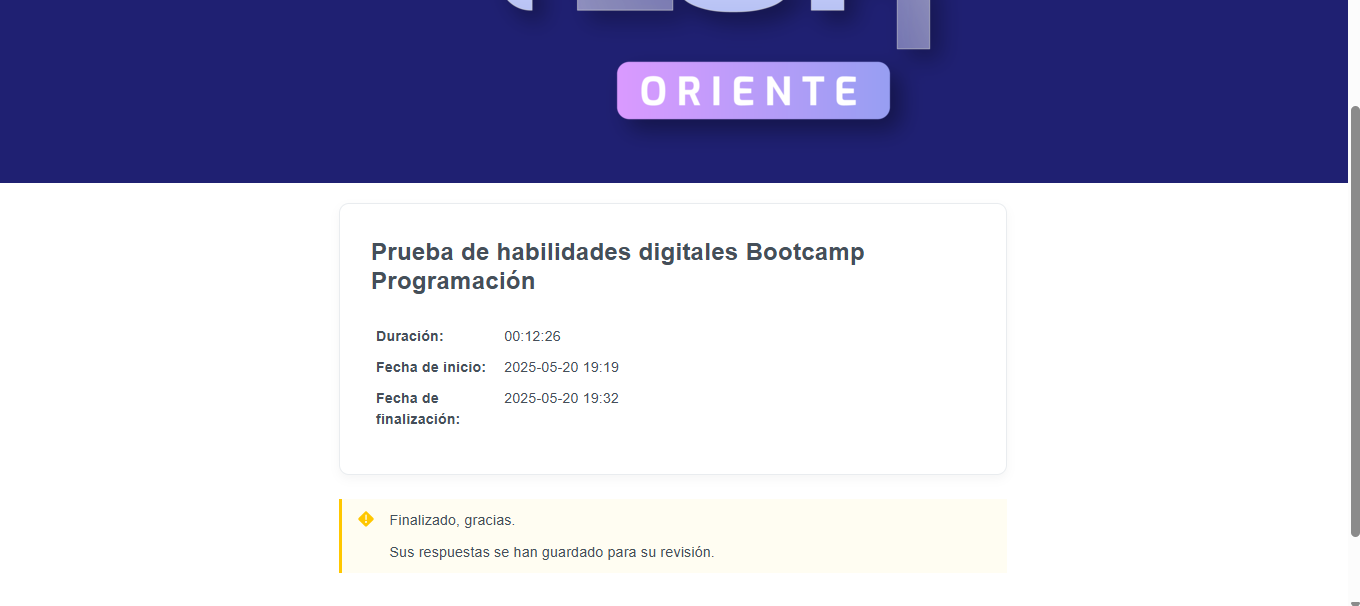 ORIENTE
Prueba de habilidades digitales Bootcamp
Programación
Duración: 00:12:26
Fecha de inicio: 2025-05-20 19:19
Fecha de 2025-05-20 19:32
finalización:
Finalizado, gracias.
Sus respuestas se han guardado para su revisión.